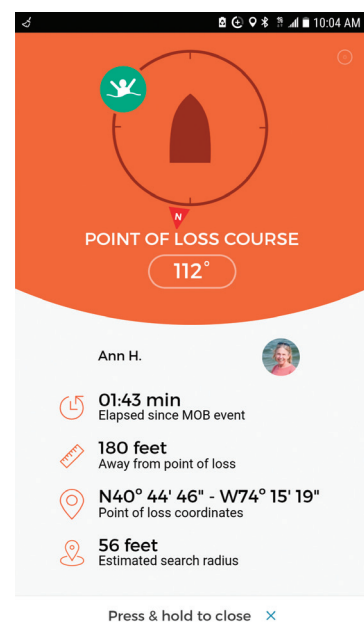 10:04 AM
N
POINT OF LOSS COURSE
112°
Ann H.
01:43 min
Elapsed since MOB event
180 feet
Away from point of loss
N40° 44' 46" - W74° 15' 19"
Point of loss coordinates
56 feet
Estimated search radius
Press & hold to close ×